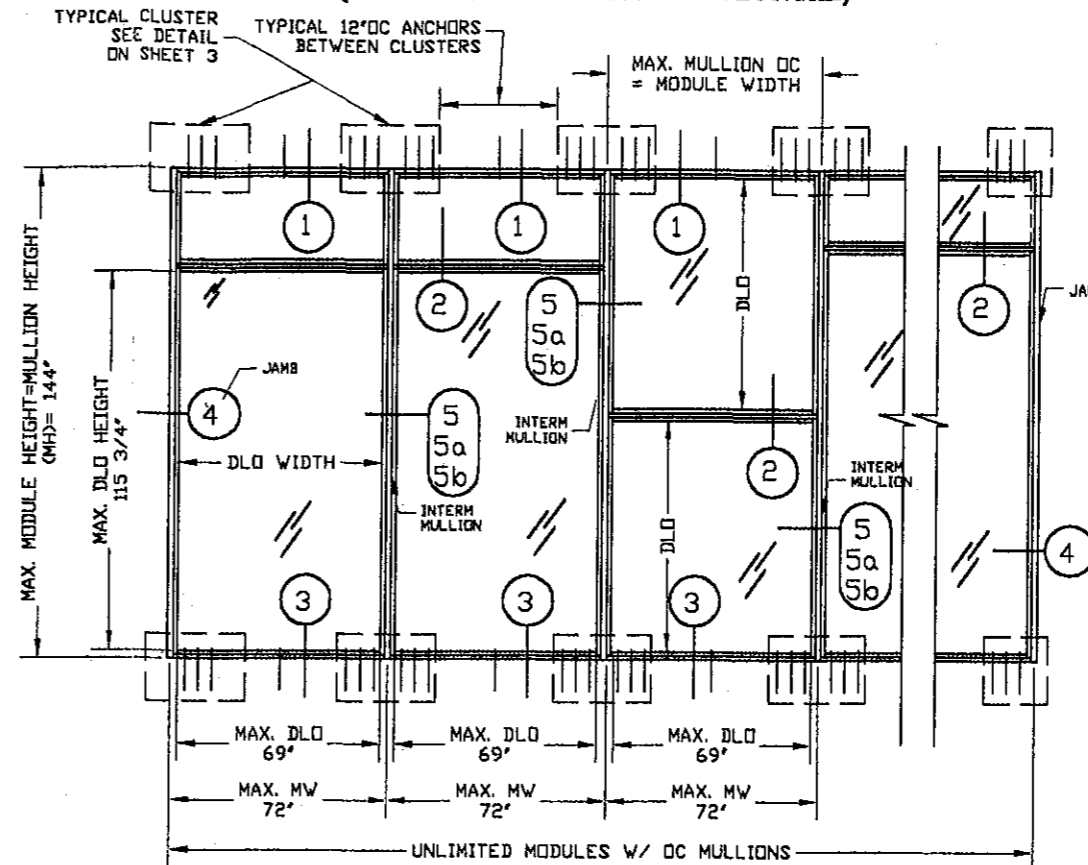 TYPICAL CLUSTER
SEE DETAIL
ON SHEET 3
TYPICAL 12"OC ANCHORS
BETWEEN CLUSTERS
MAX. MULLION OC
= MODULE WIDTH
1
1
1
2
2
2
DLO
JAMB
4
5
5a
5b
5
5a
5b
INTERM
MULLION
INTERM
MULLION
INTERM
MULLION
DLO WIDTH
MAX. MODULE HEIGHT=MULLION HEIGHT
(MH)= 144"
MAX. DLO HEIGHT
115 3/4"
DLO
5
5a
5b
4
JA
3
3
3
MAX. DLO
69"
MAX. DLO
69"
MAX. DLO
69"
MAX. MW
72"
MAX. MW
72"
MAX. MW
72"
UNLIMITED MODULES W/ OC MULLIONS